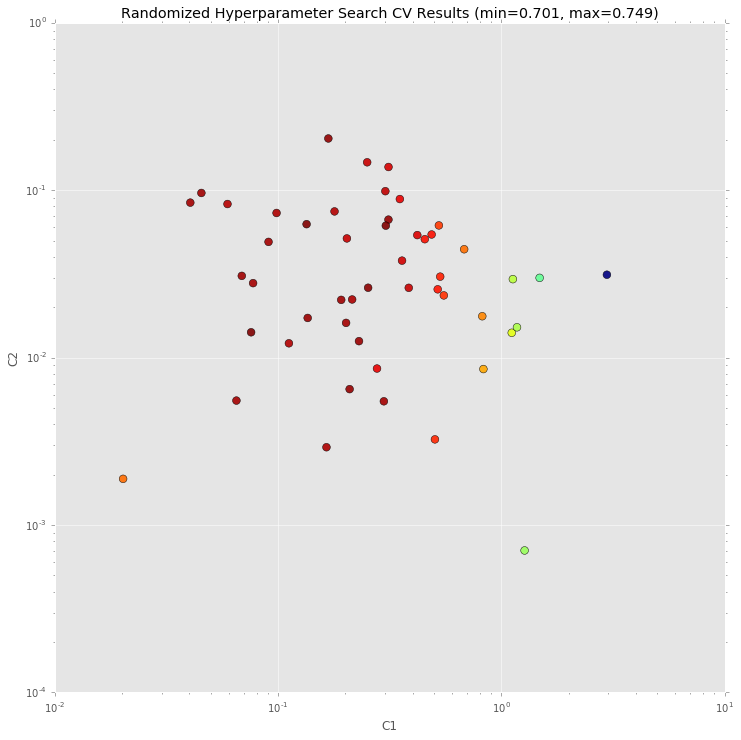 Randomized Hyperparameter Search CV Results (min=0.701, max=0.749)
10⁰
10⁻¹
10⁻²
10⁻³
10⁻⁴
C2
10⁻² 10⁻¹ 10⁰ 10¹
C1